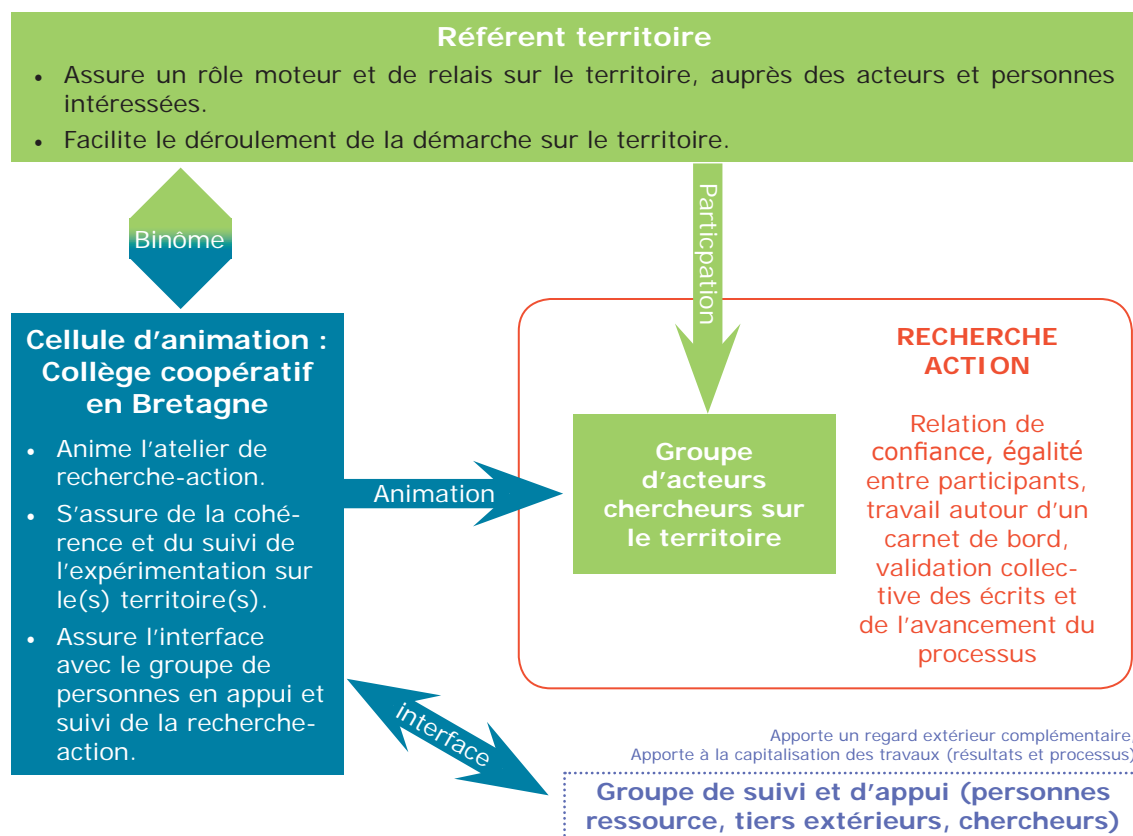 Référent territoire
• Assure un rôle moteur et de relais sur le territoire, auprès des acteurs et personnes
intéressées.
• Facilite le déroulement de la démarche sur le territoire.
Binôme
Particpation
Cellule d'animation :
Collège coopératif
en Bretagne
• Anime l'atelier de
recherche-action.
• S'assure de la cohé-
rence et du suivi de
l'expérimentation sur
le(s) territoire(s).
• Assure l'interface
avec le groupe de
personnes en appui et
suivi de la recherche-
action.
Animation
Groupe
d'acteurs
chercheurs sur
le territoire
RECHERCHE
ACTION
Relation de
confiance, égalité
entre participants,
travail autour d'un
carnet de bord,
validation collec-
tive des écrits et
de l'avancement du
processus
interface
Apporte un regard extérieur complémentaire,
Apporte à la capitalisation des travaux (résultats et processus)
Groupe de suivi et d'appui (personnes
ressource, tiers extérieurs, chercheurs)